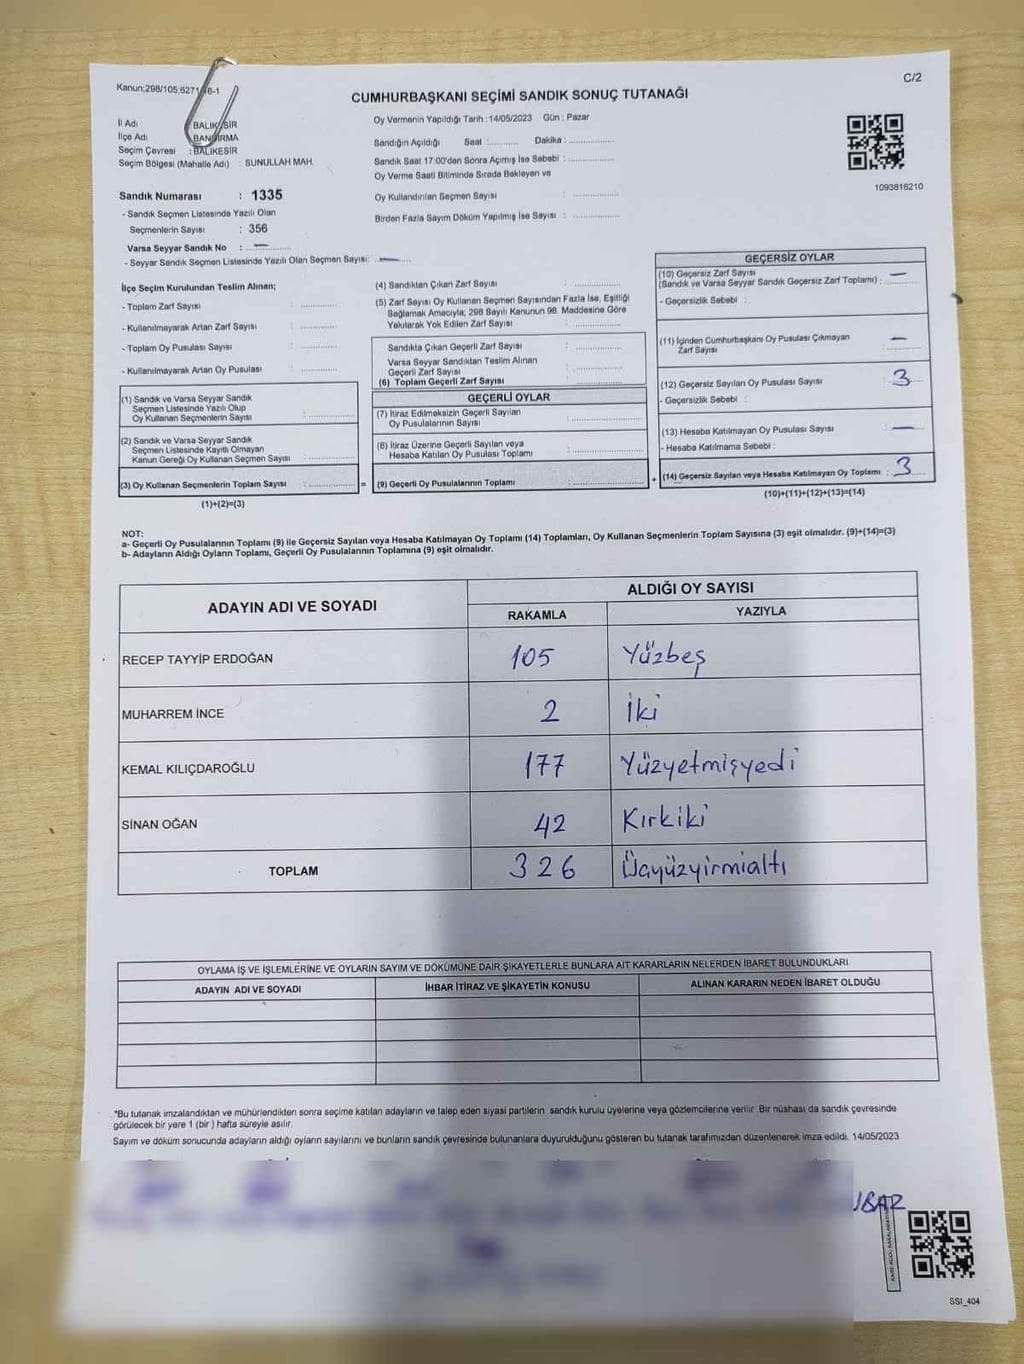 C/2
CUMHURBAŞKANI SEÇİMİ SANDIK SONUÇ TUTANAĞI
İl Adı : BALIKESİR
İlçe Adı BANDIRMA
Seçim Çevresi : BALIKESİR
Seçim Bölgesi (Mahalle Adı) : SUNULLAH MAH.
Sandık Numarası : 1335
- Sandık Seçmen Listesinde Yazılı Olan
Seçmenlerin Sayısı : 356
Varsa Seyyar Sandık No : —
- Seyyar Sandık Seçmen Listesinde Yazılı Olan Seçmen Sayısı: —
Oy Vermenin Yapıldığı Tarih :14/05/2023 Gün : Pazar
Sandığın Açıldığı Saat :.......... Dakika :
Sandık Saat 17:00'den Sonra Açımış İse Sebebi :
Oy Verme Saati Bitiminde Sırada Bekleyen ve
Oy Kullandırılan Seçmen Sayısı :
Birden Fazla Sayım Döküm Yapılmış İse Sayısı :
1093816210
İlçe Seçim Kurulundan Teslim Alınan;
- Toplam Zarf Sayısı :
- Kullanılmayarak Artan Zarf Sayısı :
- Toplam Oy Pusulası Sayısı :
- Kullanılmayarak Artan Oy Pusulası :
(1) Sandık ve Varsa Seyyar Sandık
Seçmen Listesinde Yazılı Olup
Oy Kullanan Seçmenlerin Sayısı :
(2) Sandık ve Varsa Seyyar Sandık
Seçmen Listesinde Kayıtlı Olmayan
Kanun Gereği Oy Kullanan Seçmen Sayısı :
(3) Oy Kullanan Seçmenlerin Toplam Sayısı :
(1)+(2)=(3)
(4) Sandıktan Çıkan Zarf Sayısı :
(5) Zarf Sayısı Oy Kullanan Seçmen Sayısından Fazla İse, Eşitliği
Sağlamak Amacıyla; 298 Sayılı Kanunun 98. Maddesine Göre
Yakılarak Yok Edilen Zarf Sayısı :
Sandıkta Çıkan Geçerli Zarf Sayısı :
Varsa Seyyar Sandıktan Teslim Alınan
Geçerli Zarf Sayısı :
(6) Toplam Geçerli Zarf Sayısı :
GEÇERLİ OYLAR
(7) İtiraz Edilmeksizin Geçerli Sayılan
Oy Pusulalarının Sayısı :
(8) İtiraz Üzerine Geçerli Sayılan veya
Hesaba Katılan Oy Pusulası Toplamı :
= (9) Geçerli Oy Pusulalarının Toplamı :
GEÇERSİZ OYLAR
(10) Geçersiz Zarf Sayısı —
(Sandık ve Varsa Seyyar Sandık Geçersiz Zarf Toplamı) :
- Geçersizlik Sebebi :
(11) İçinden Cumhurbaşkanı Oy Pusulası Çıkmayan
Zarf Sayısı : —
(12) Geçersiz Sayılan Oy Pusulası Sayısı : 3
- Geçersizlik Sebebi :
(13) Hesaba Katılmayan Oy Pusulası Sayısı : —
- Hesaba Katılmama Sebebi :
+ (14) Geçersiz Sayılan veya Hesaba Katılmayan Oy Toplamı : 3
(10)+(11)+(12)+(13)=(14)
NOT:
a- Geçerli Oy Pusulalarının Toplamı (9) ile Geçersiz Sayılan veya Hesaba Katılmayan Oy Toplamı (14) Toplamları, Oy Kullanan Seçmenlerin Toplam Sayısına (3) eşit olmalıdır. (9)+(14)=(3)
b- Adayların Aldığı Oyların Toplamı, Geçerli Oy Pusulalarının Toplamına (9) eşit olmalıdır.
ADAYIN ADI VE SOYADI ALDIĞI OY SAYISI
RAKAMLA YAZIYLA
RECEP TAYYİP ERDOĞAN 105 Yüzbeş
MUHARREM İNCE 2 İki
KEMAL KILIÇDAROĞLU 177 Yüzyetmişyedi
SİNAN OĞAN 42 Kırkiki
TOPLAM 326 Üçyüzyirmialtı
OYLAMA İŞ VE İŞLEMLERİNE VE OYLARIN SAYIM VE DÖKÜMÜNE DAİR ŞİKAYETLERLE BUNLARA AİT KARARLARIN NELERDEN İBARET BULUNDUKLARI
ADAYIN ADI VE SOYADI İHBAR İTİRAZ VE ŞİKAYETİN KONUSU ALINAN KARARIN NEDEN İBARET OLDUĞU
*Bu tutanak imzalandıktan ve mühürlendikten sonra seçime katılan adayların ve talep eden siyasi partilerin sandık kurulu üyelerine veya gözlemcilerine verilir. Bir nüshası da sandık çevresinde
görülecek bir yere 1 (bir) hafta süreyle asılır.
Sayım ve döküm sonucunda adayların aldığı oyların sayılarını ve bunların sandık çevresinde bulunanlara duyurulduğunu gösteren bu tutanak tarafımızdan düzenlenerek imza edildi. 14/05/2023
SSI_404